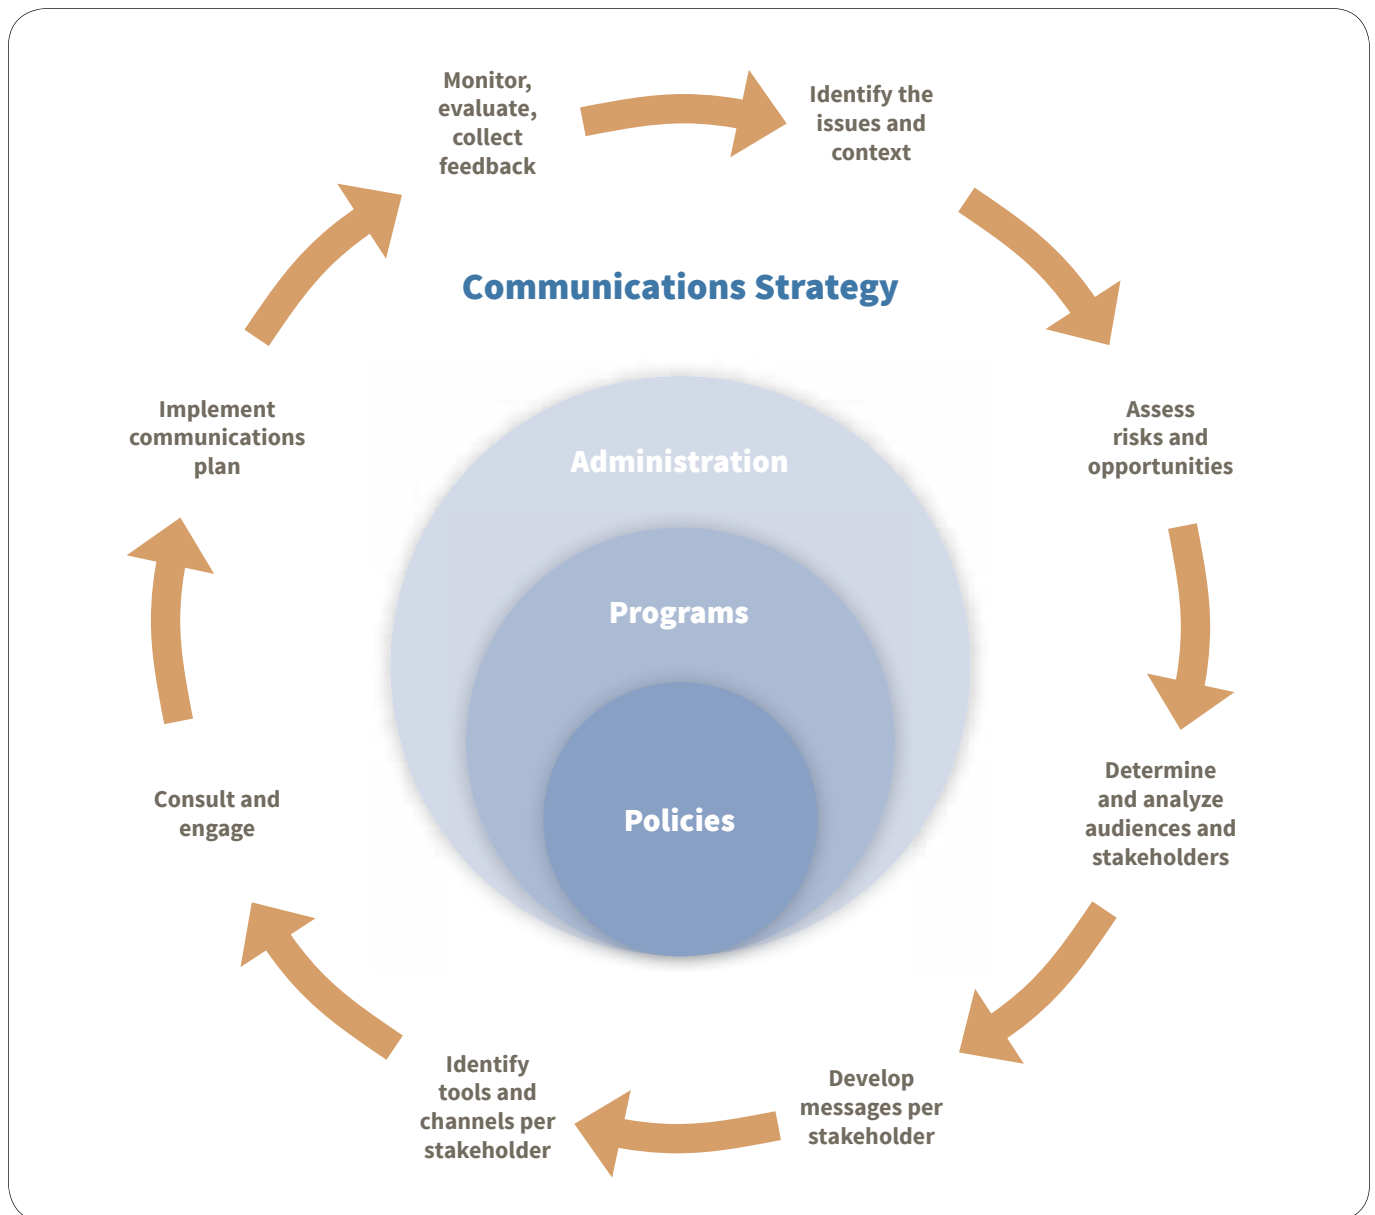 Monitor,
evaluate,
collect
feedback
Identify the
issues and
context
Communications Strategy
Implement
communications
plan
Assess
risks and
opportunities
Administration
Programs
Policies
Consult and
engage
Determine
and analyze
audiences and
stakeholders
Identify
tools and
channels per
stakeholder
Develop
messages per
stakeholder